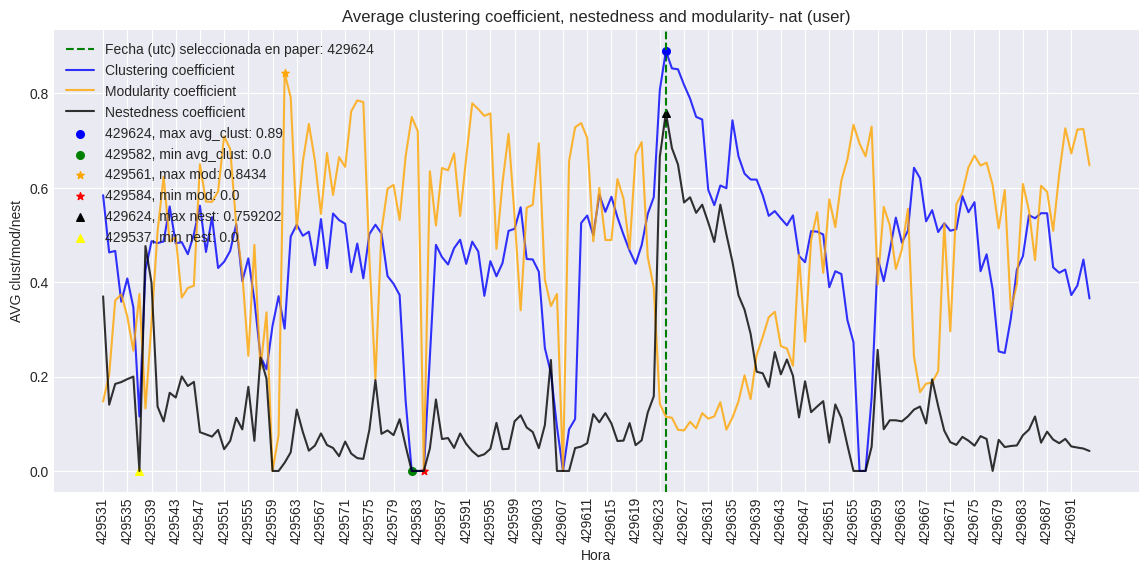 Average clustering coefficient, nestedness and modularity- nat (user)
Fecha (utc) seleccionada en paper: 429624
Clustering coefficient
Modularity coefficient
Nestedness coefficient
429624, max avg_clust: 0.89
429582, min avg_clust: 0.0
429561, max mod: 0.8434
429584, min mod: 0.0
429624, max nest: 0.759202
429537, min nest: 0.0
AVG clust/mod/nest
0.8
0.6
0.4
0.2
0.0
429531 429535 429539 429543 429547 429551 429555 429559 429563 429567 429571 429575 429579 429583 429587 429591 429595 429599 429603 429607 429611 429615 429619 429623 429627 429631 429635 429639 429643 429647 429651 429655 429659 429663 429667 429671 429675 429679 429683 429687 429691
Hora